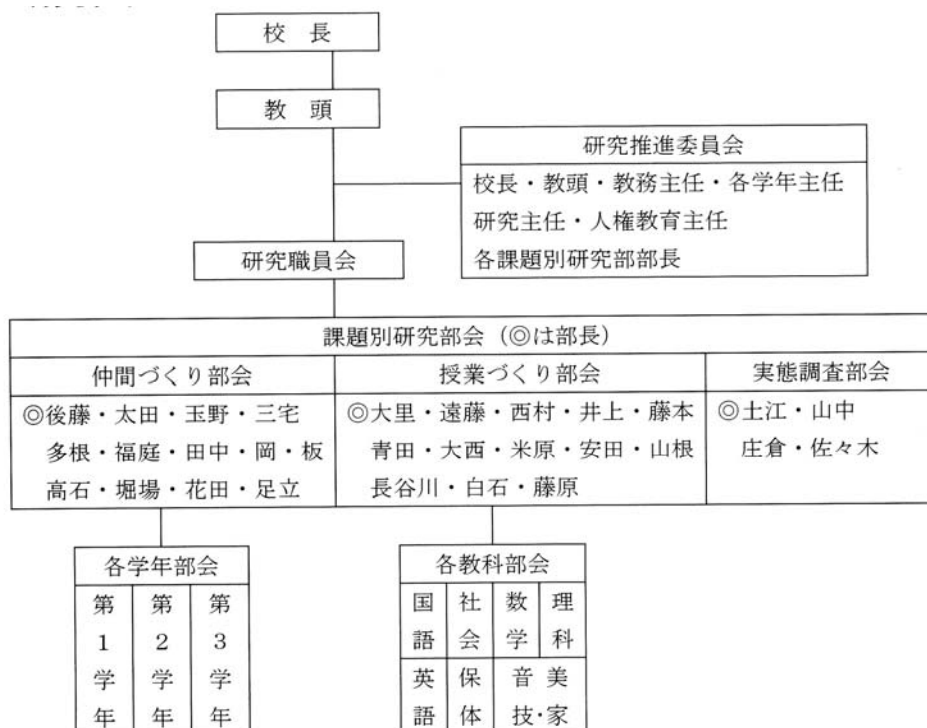 校長
教頭
研究推進委員会
校長・教頭・教務主任・各学年主任
研究主任・人権教育主任
各課題別研究部部長
研究職員会
課題別研究部会（◎は部長）
仲間づくり部会
◎後藤・太田・玉野・三宅
多根・福庭・田中・岡・板
高石・堀場・花田・足立
授業づくり部会
◎大里・遠藤・西村・井上・藤本
青田・大西・米原・安田・山根
長谷川・白石・藤原
実態調査部会
◎土江・山中
庄倉・佐々木
各学年部会
第1学年
第2学年
第3学年
各教科部会
国語
社会
数学
理科
英語
保体
音美
技・家